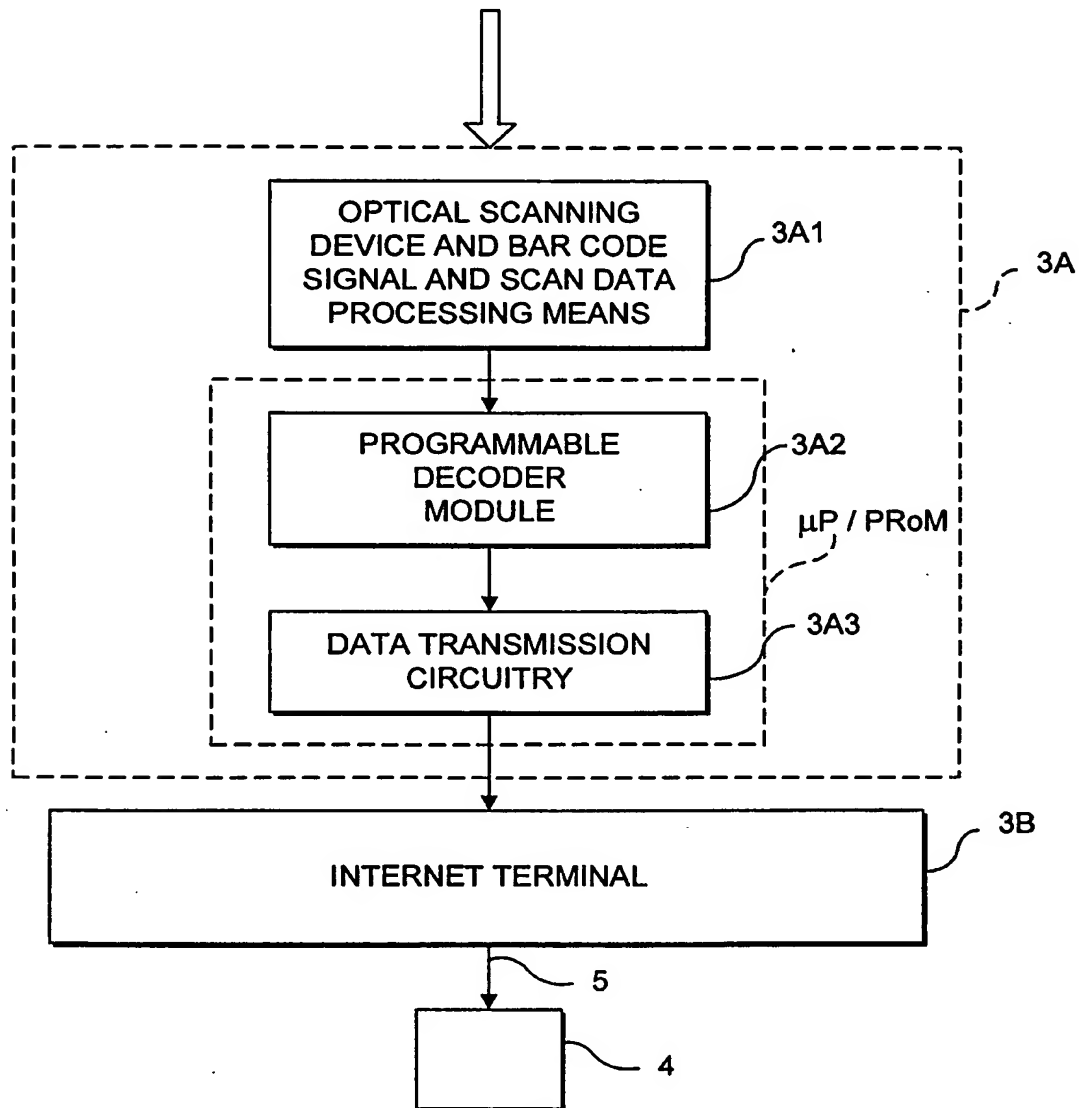 OPTICAL SCANNING
DEVICE AND BAR CODE
SIGNAL AND SCAN DATA
PROCESSING MEANS
3A1
3A
PROGRAMMABLE
DECODER
MODULE
3A2
μP / PRoM
DATA TRANSMISSION
CIRCUITRY
3A3
INTERNET TERMINAL
3B
5
4